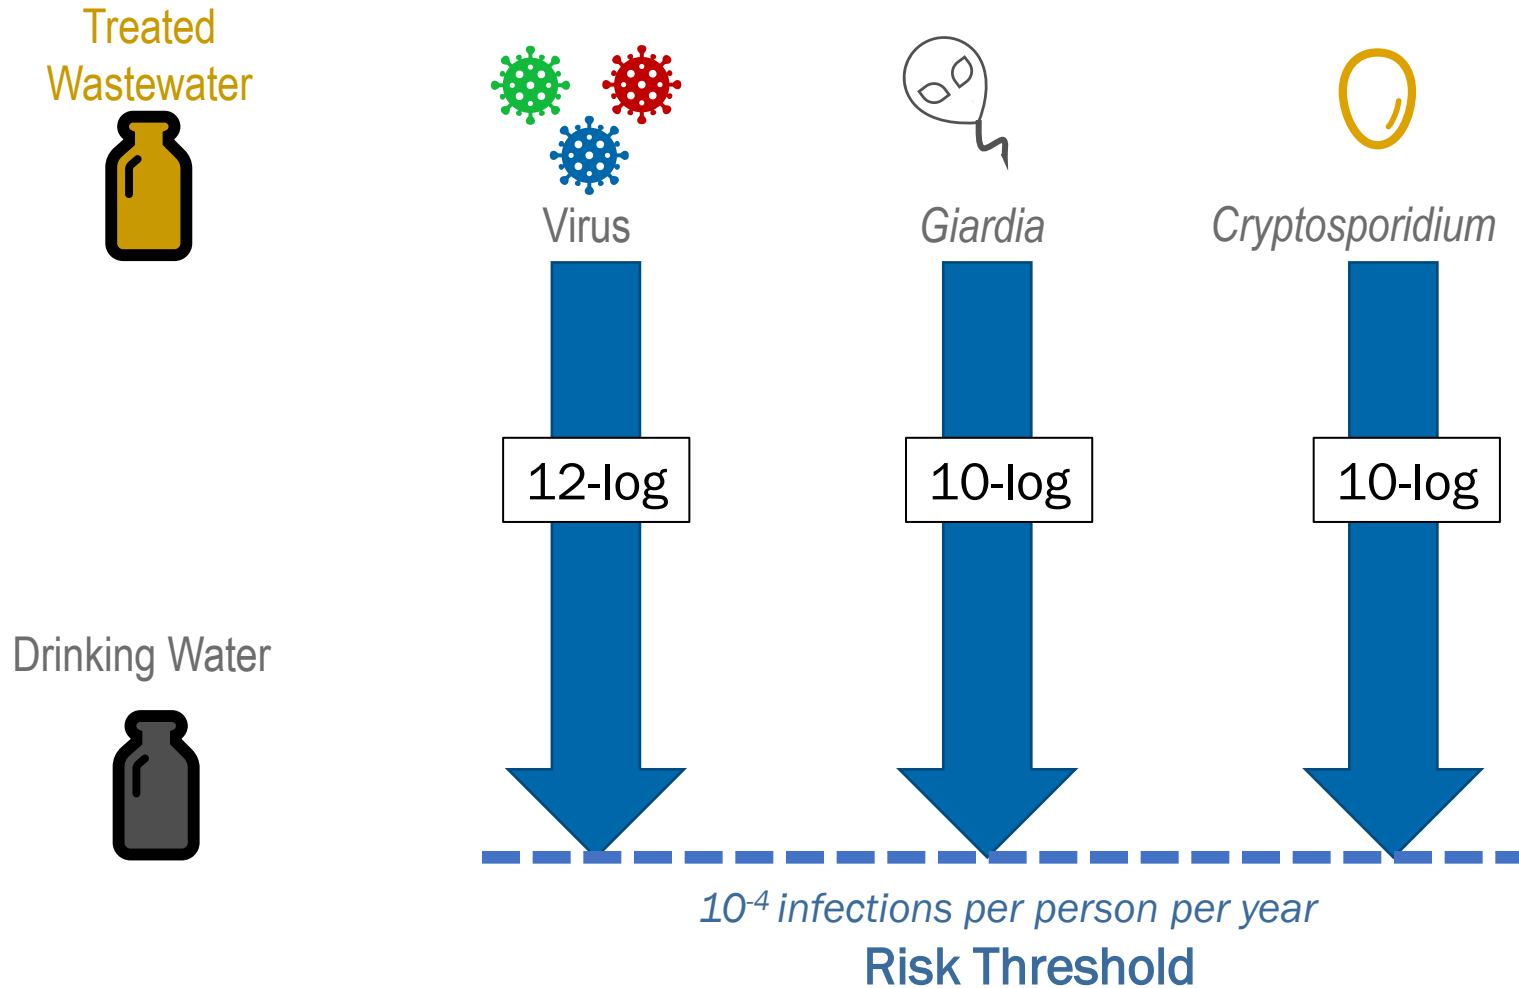 Treated
Wastewater
Virus
Giardia
Cryptosporidium
12-log
10-log
10-log
Drinking Water
10⁻⁴ infections per person per year
Risk Threshold